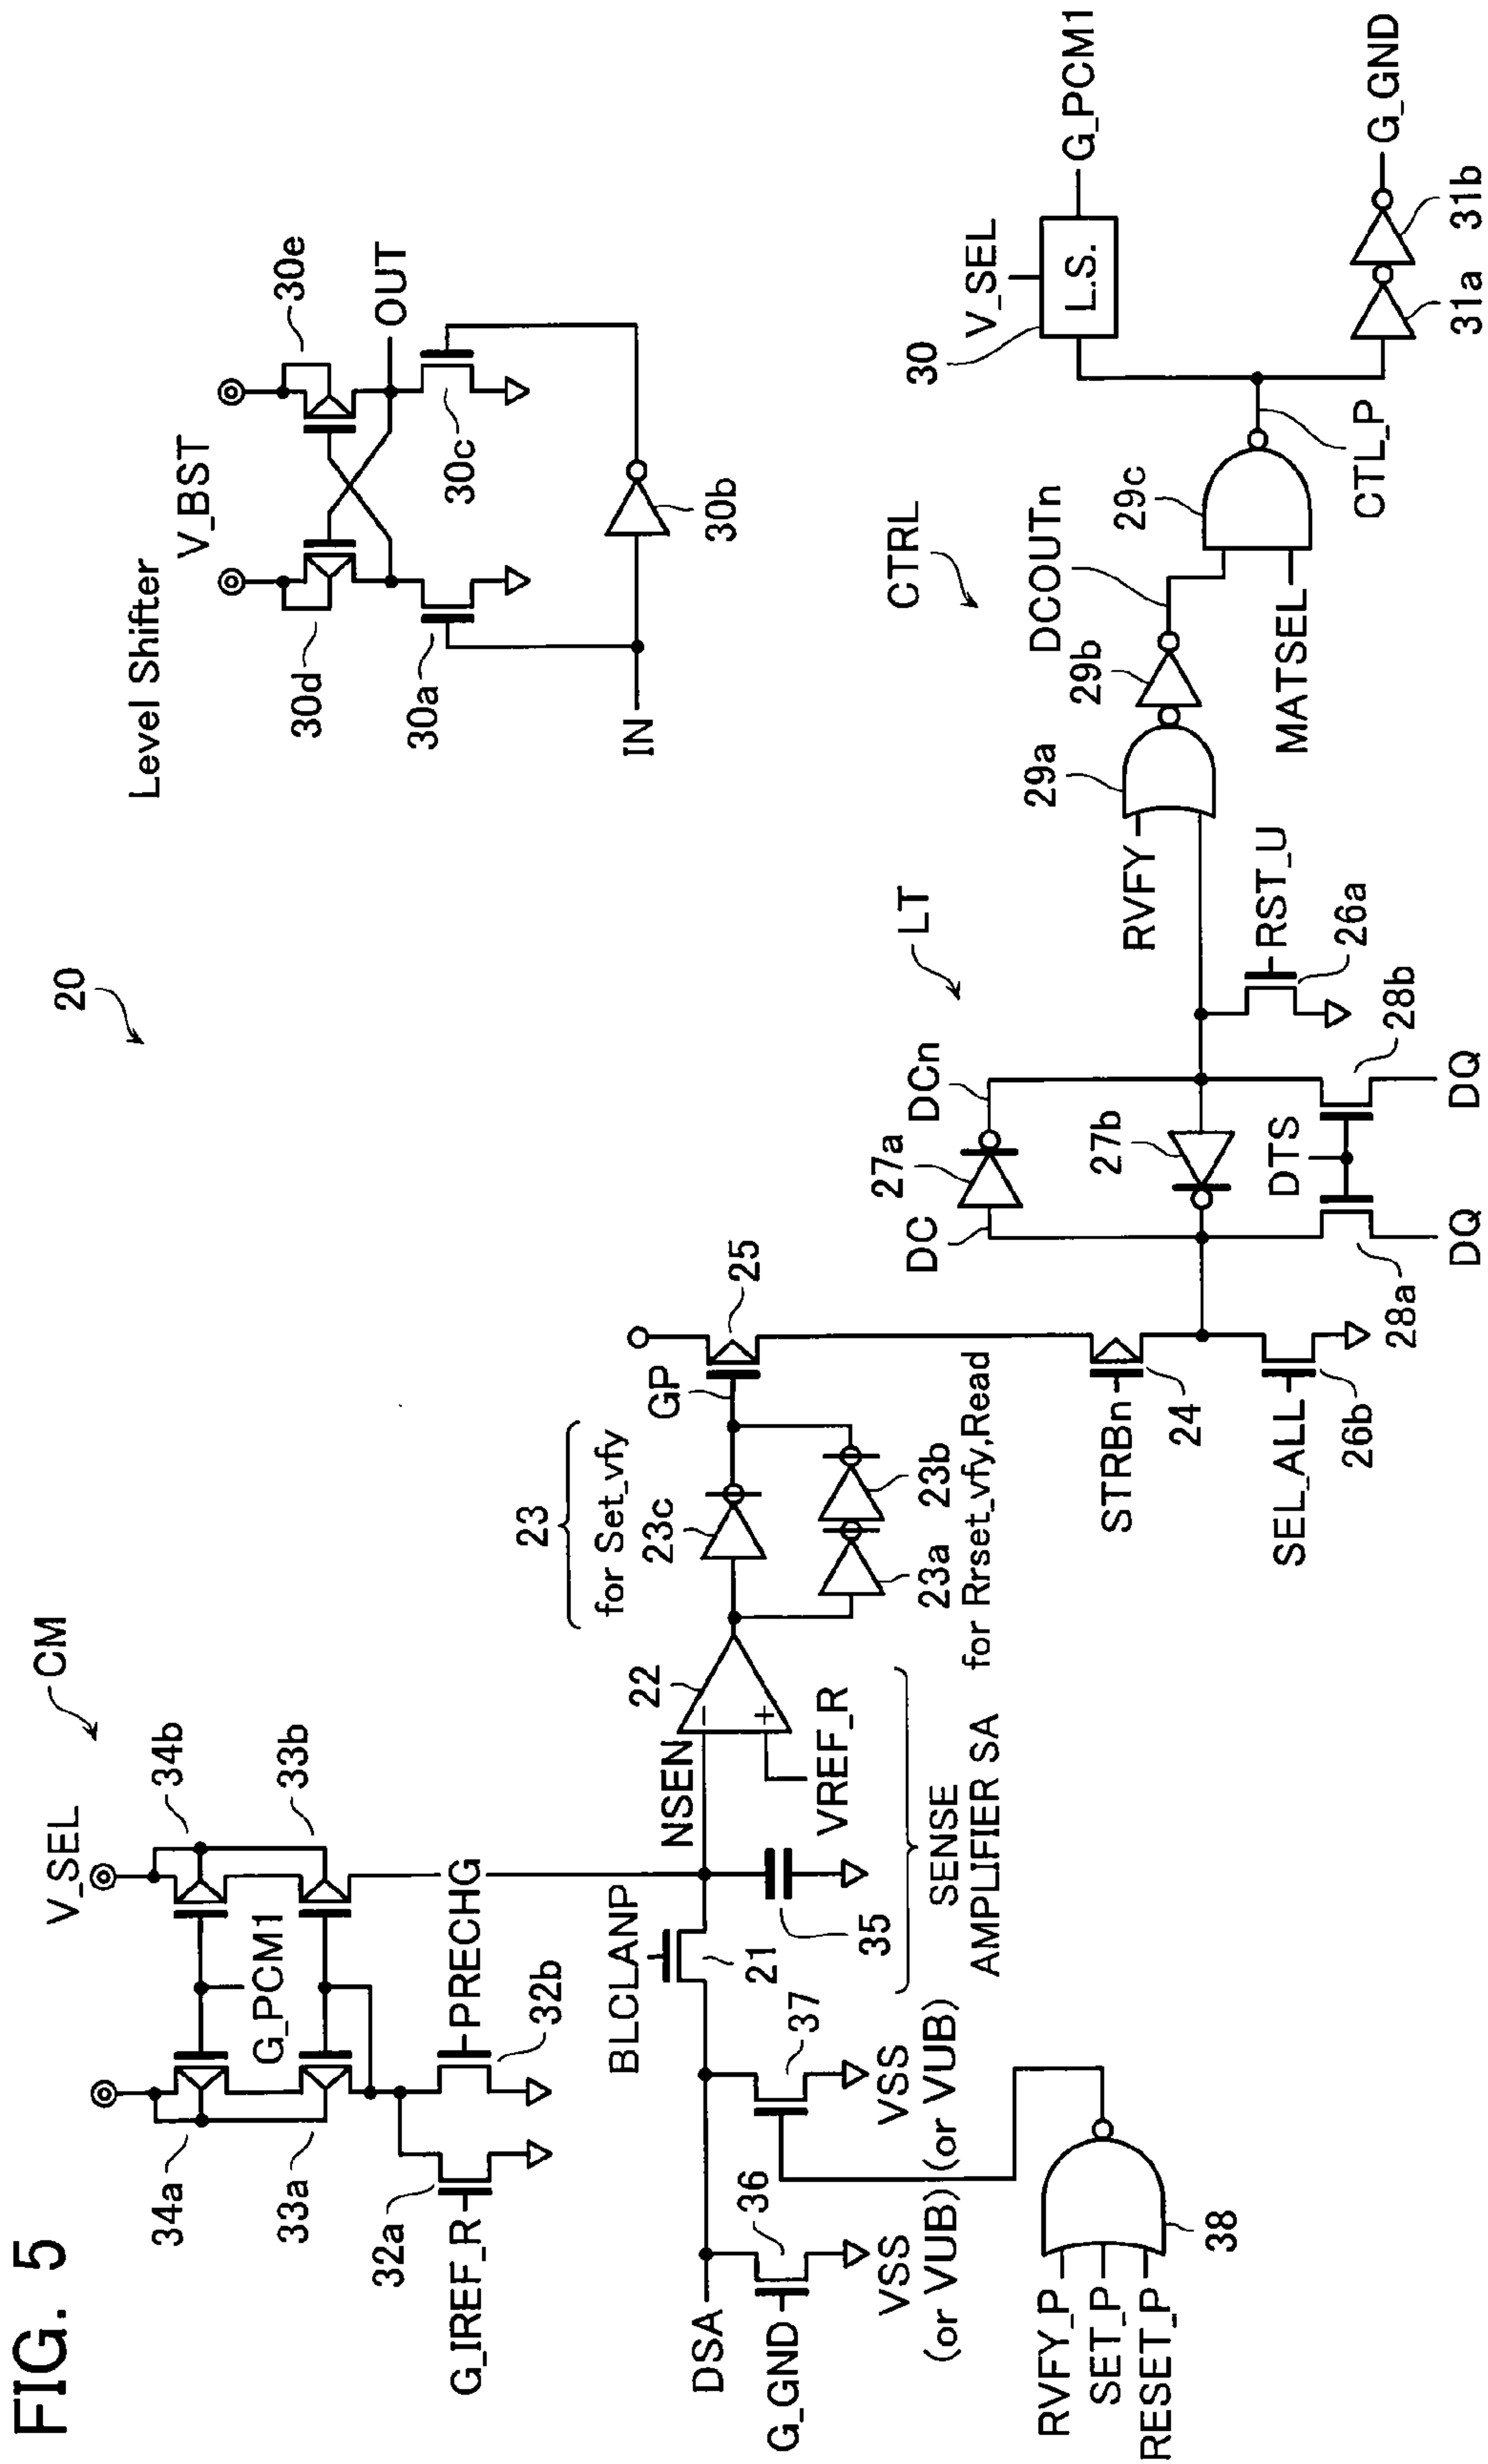 FIG. 5
20
CM
V_SEL
34a
34b
33a
33b
G_PCM1
32a
32b
G_IREF_R
PRECHG
Level Shifter
V_BST
30d
30e
OUT
30a
30c
IN
30b
BLCLANP
NSEN
22
23
for Set_vfy
23c
GP
25
DSA
21
35
VREF_R
23a
23b
for Rrset_vfy,Read
G_GND
36
37
VSS
(or VUB)
VSS
(or VUB)
SENSE
AMPLIFIER SA
RVFY_P
SET_P
RESET_P
38
STRBn
24
SEL_ALL
26b
LT
27a
DC
DCn
27b
DTS
28a
28b
DQ
DQ
RST_U
26a
CTRL
RVFY
29a
29b
DCOUTn
MATSEL
29c
CTL_P
30
V_SEL
L.S.
G_PCM1
31a
31b
G_GND